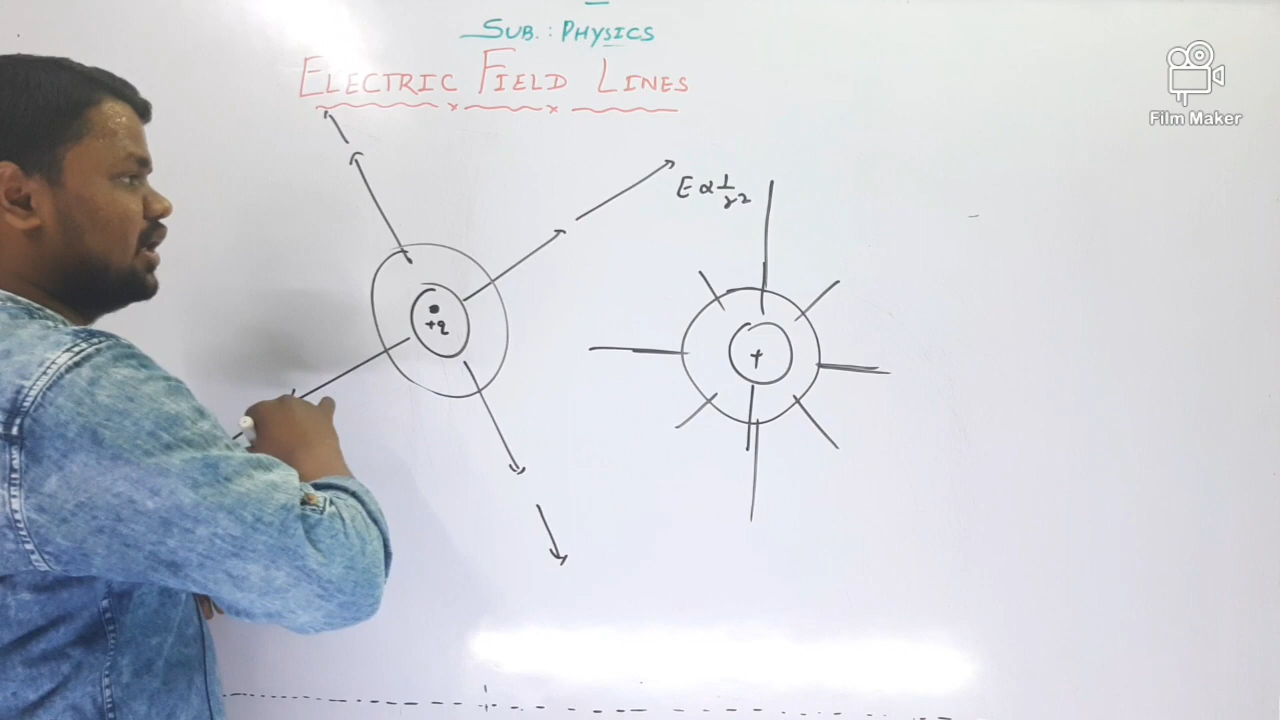 SUB.: PHYSICS
ELECTRIC FIELD LINES
Film Maker
E ∝ 1/r²
+q
+